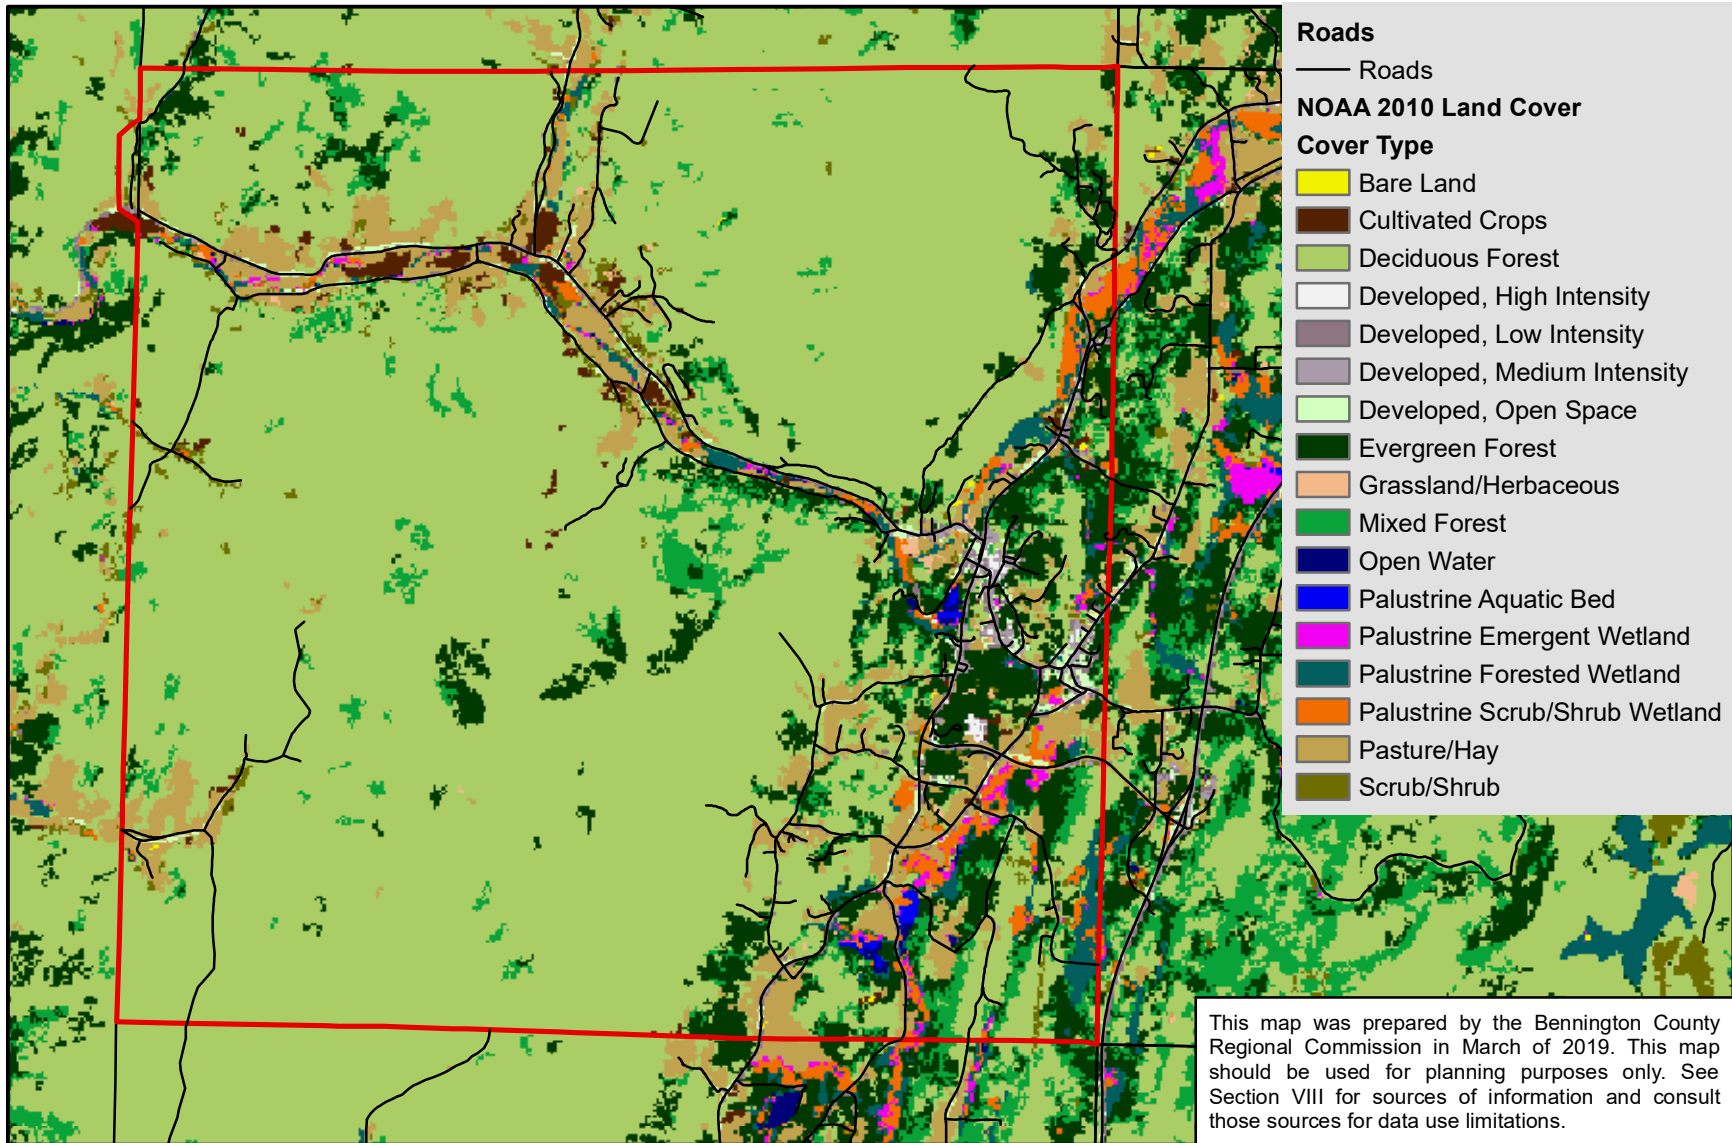 Roads
Roads
NOAA 2010 Land Cover
Cover Type
Bare Land
Cultivated Crops
Deciduous Forest
Developed, High Intensity
Developed, Low Intensity
Developed, Medium Intensity
Developed, Open Space
Evergreen Forest
Grassland/Herbaceous
Mixed Forest
Open Water
Palustrine Aquatic Bed
Palustrine Emergent Wetland
Palustrine Forested Wetland
Palustrine Scrub/Shrub Wetland
Pasture/Hay
Scrub/Shrub
This map was prepared by the Bennington County
Regional Commission in March of 2019. This map
should be used for planning purposes only. See
Section VIII for sources of information and consult
those sources for data use limitations.